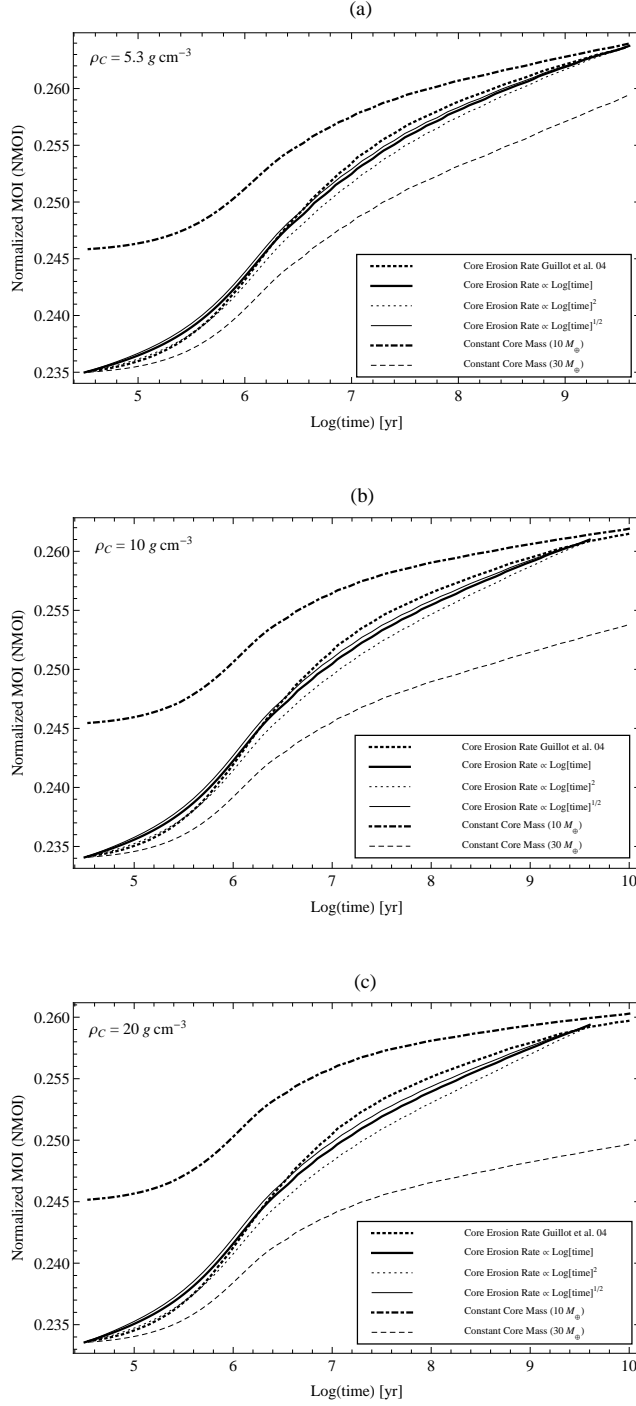 (a)
ρC = 5.3 g cm−3
Normalized MOI (NMOI)
0.260
0.255
0.250
0.245
0.240
0.235
Core Erosion Rate Guillot et al. 04
Core Erosion Rate ∝ Log[time]
Core Erosion Rate ∝ Log[time]2
Core Erosion Rate ∝ Log[time]1/2
Constant Core Mass (10 M⊕)
Constant Core Mass (30 M⊕)
5 6 7 8 9
Log(time) [yr]
(b)
ρC = 10 g cm−3
Normalized MOI (NMOI)
0.260
0.255
0.250
0.245
0.240
0.235
Core Erosion Rate Guillot et al. 04
Core Erosion Rate ∝ Log[time]
Core Erosion Rate ∝ Log[time]2
Core Erosion Rate ∝ Log[time]1/2
Constant Core Mass (10 M⊕)
Constant Core Mass (30 M⊕)
5 6 7 8 9 10
Log(time) [yr]
(c)
ρC = 20 g cm−3
Normalized MOI (NMOI)
0.260
0.255
0.250
0.245
0.240
0.235
Core Erosion Rate Guillot et al. 04
Core Erosion Rate ∝ Log[time]
Core Erosion Rate ∝ Log[time]2
Core Erosion Rate ∝ Log[time]1/2
Constant Core Mass (10 M⊕)
Constant Core Mass (30 M⊕)
5 6 7 8 9 10
Log(time) [yr]